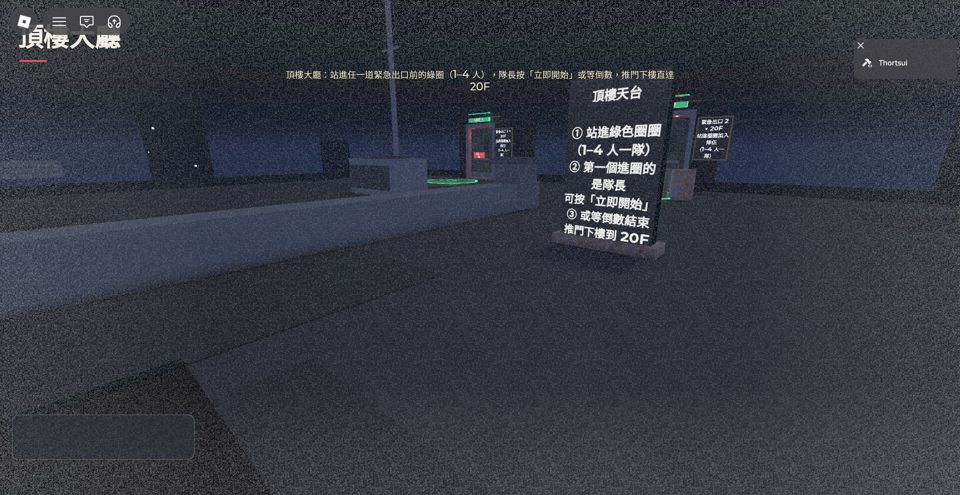 頂樓大廳
頂樓大廳：站進任一道緊急出口前的綠圈（1–4 人），隊長按「立即開始」或等倒數，推門下樓直達
20F
Thortsui
頂樓天台
① 站進綠色圈圈
（1–4 人一隊）
② 第一個進圈的
是隊長
可按「立即開始」
③ 或等倒數結束
推門下樓到 20F
緊急出口 2
• 20F
站綠圈圈加入
隊伍
（1–4 人一
隊）